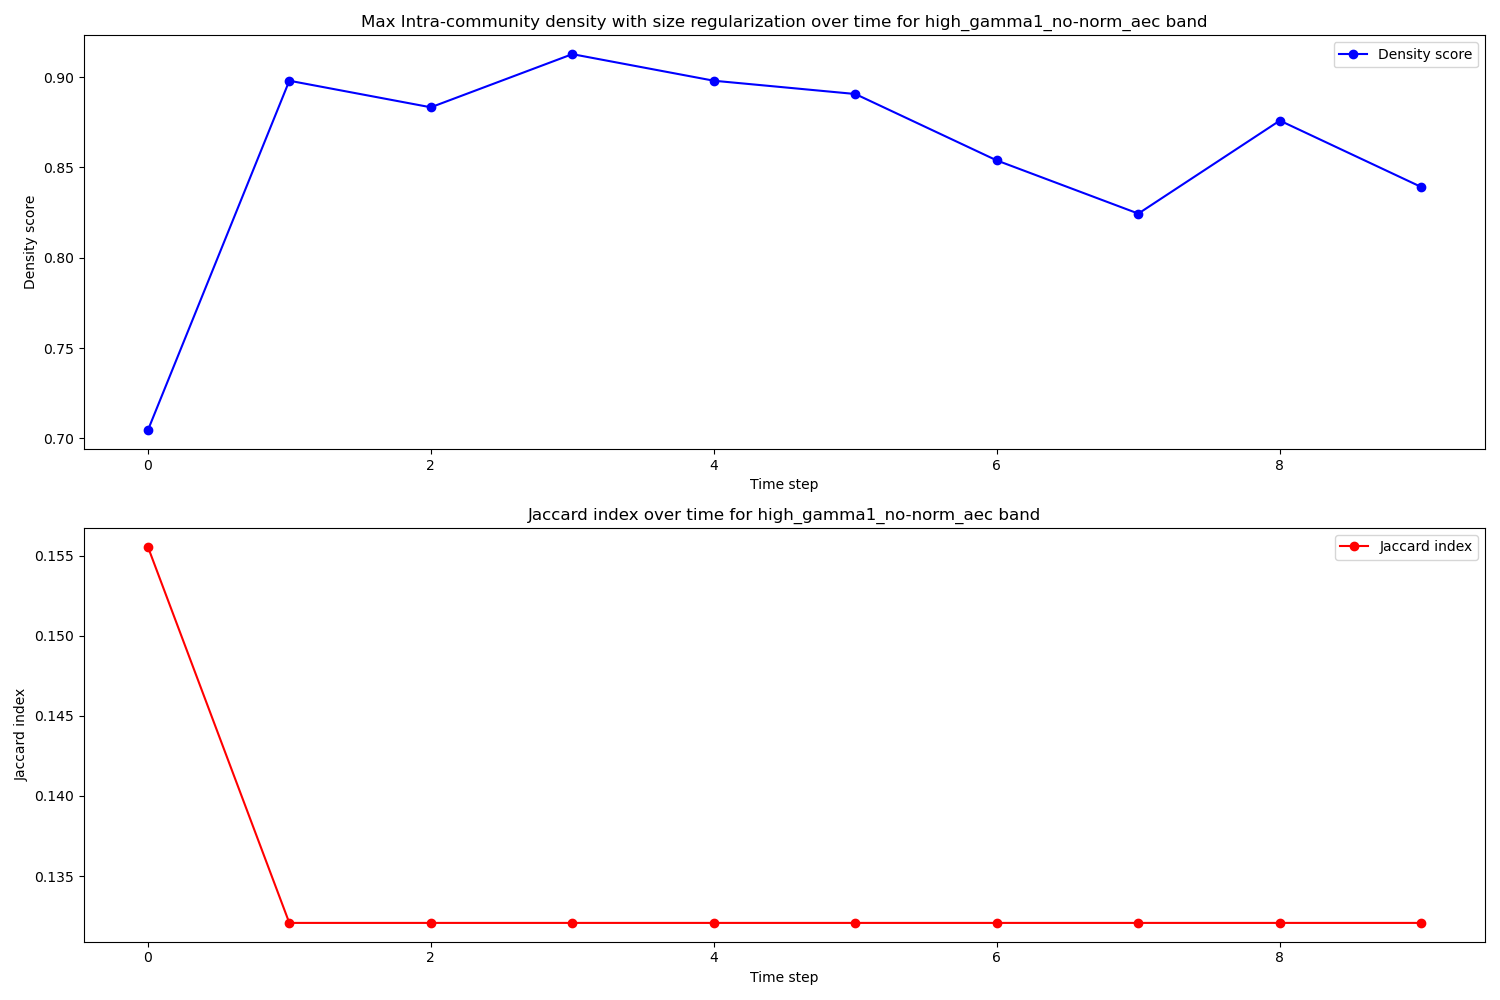 Max Intra-community density with size regularization over time for high_gamma1_no-norm_aec band
Density score
0.90
0.85
0.80
0.75
0.70
Density score
0 2 4 6 8
Time step
Jaccard index over time for high_gamma1_no-norm_aec band
Jaccard index
0.155
0.150
0.145
0.140
0.135
Jaccard index
0 2 4 6 8
Time step